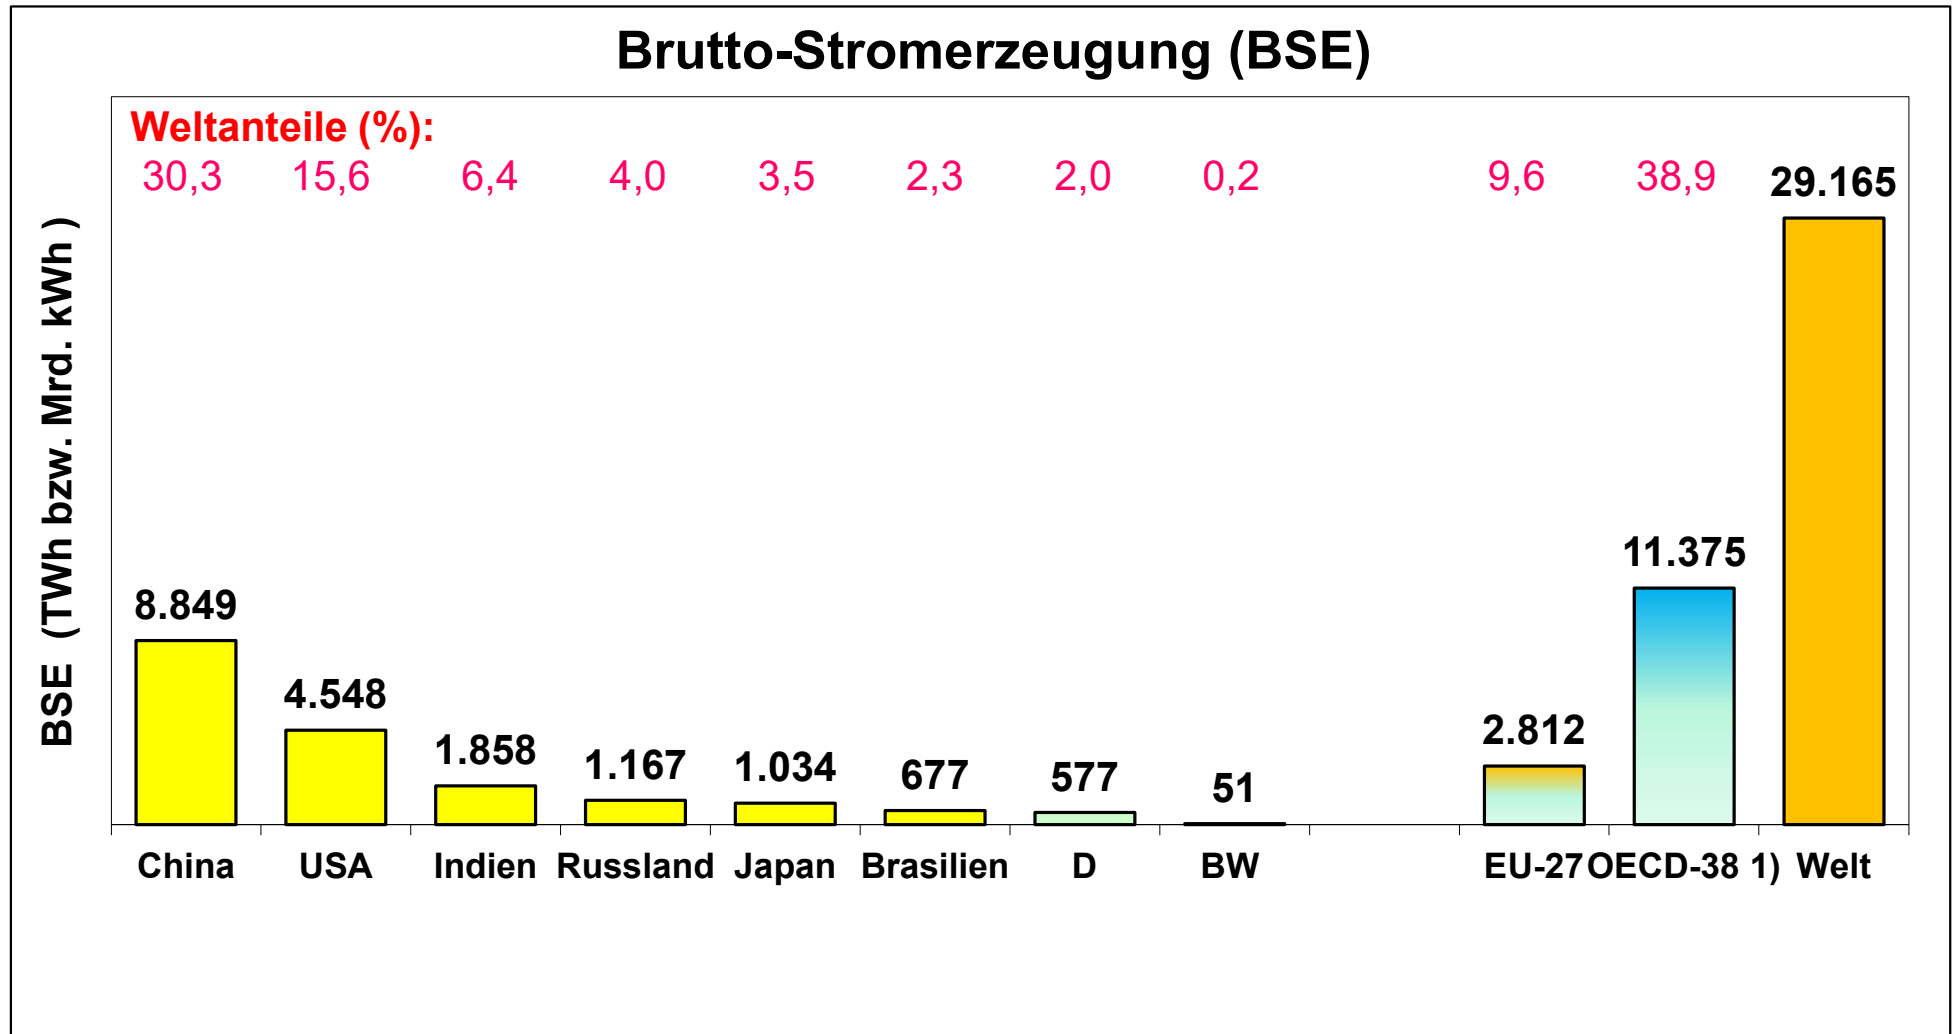 Brutto-Stromerzeugung (BSE)
Weltanteile (%):
30,3 15,6 6,4 4,0 3,5 2,3 2,0 0,2 9,6 38,9
29.165
BSE (TWh bzw. Mrd. kWh )
11.375
8.849
4.548
2.812
1.858
1.167
1.034
677
577
51
China USA Indien Russland Japan Brasilien D BW EU-27 OECD-38 1) Welt